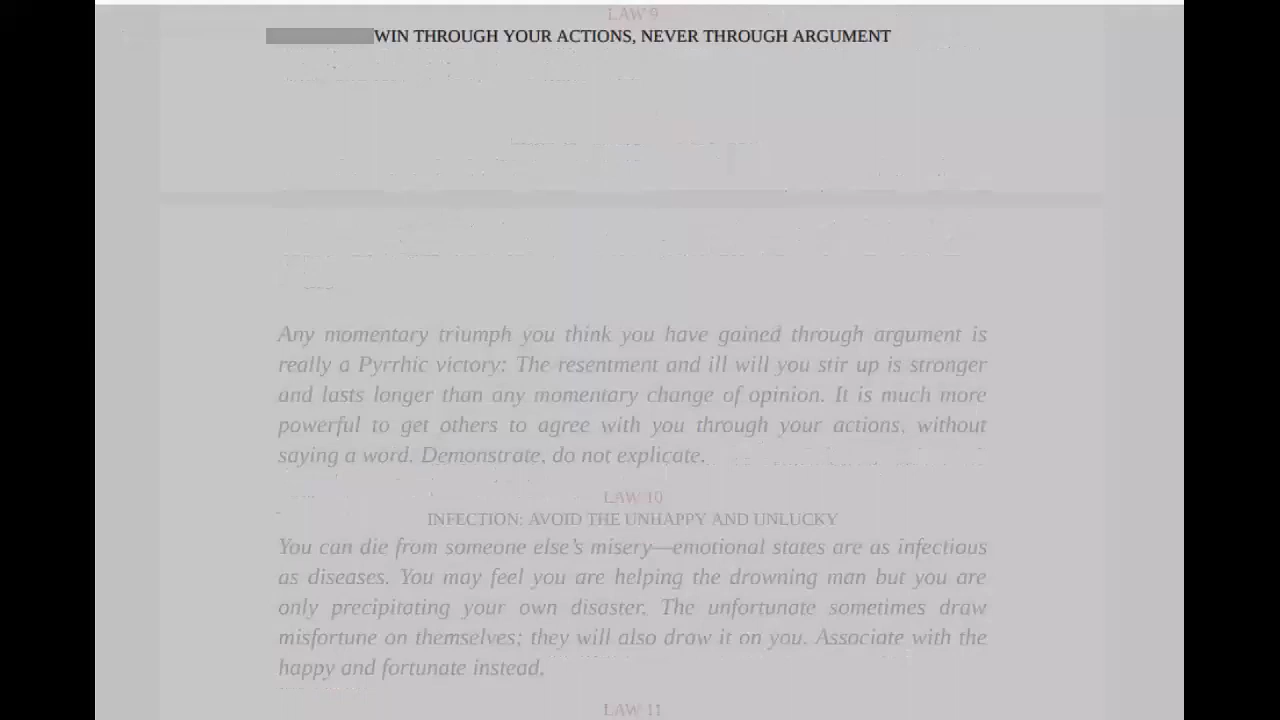 LAW 9
WIN THROUGH YOUR ACTIONS, NEVER THROUGH ARGUMENT
Any momentary triumph you think you have gained through argument is
really a Pyrrhic victory: The resentment and ill will you stir up is stronger
and lasts longer than any momentary change of opinion. It is much more
powerful to get others to agree with you through your actions, without
saying a word. Demonstrate, do not explicate.
LAW 10
INFECTION: AVOID THE UNHAPPY AND UNLUCKY
You can die from someone else’s misery—emotional states are as infectious
as diseases. You may feel you are helping the drowning man but you are
only precipitating your own disaster. The unfortunate sometimes draw
misfortune on themselves; they will also draw it on you. Associate with the
happy and fortunate instead.
LAW 11